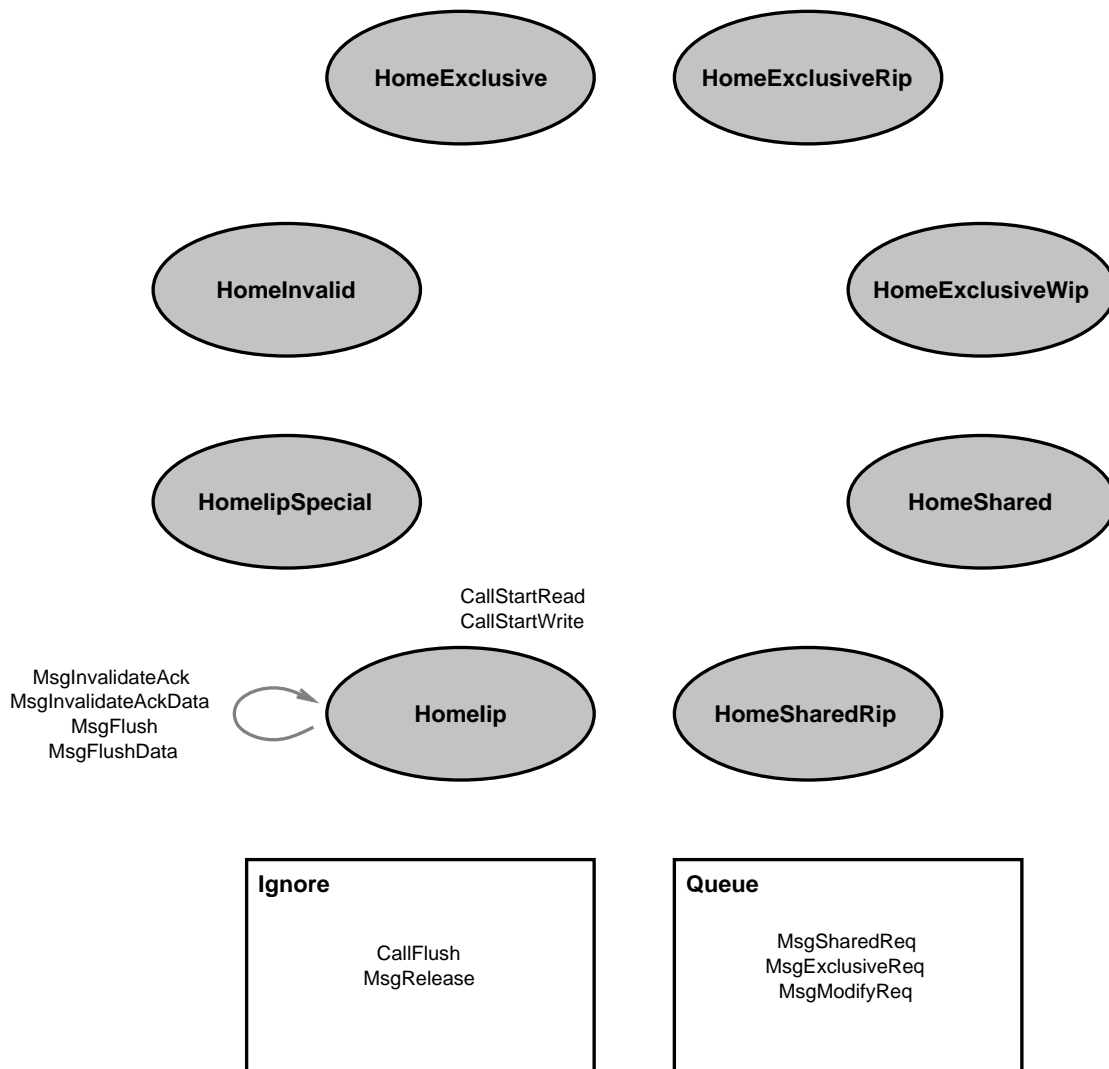 HomeExclusive
HomeExclusiveRip
HomeInvalid
HomeExclusiveWip
HomeIipSpecial
HomeShared
CallStartRead
CallStartWrite
MsgInvalidateAck
MsgInvalidateAckData
MsgFlush
MsgFlushData
HomeIip
HomeSharedRip
Ignore
CallFlush
MsgRelease
Queue
MsgSharedReq
MsgExclusiveReq
MsgModifyReq